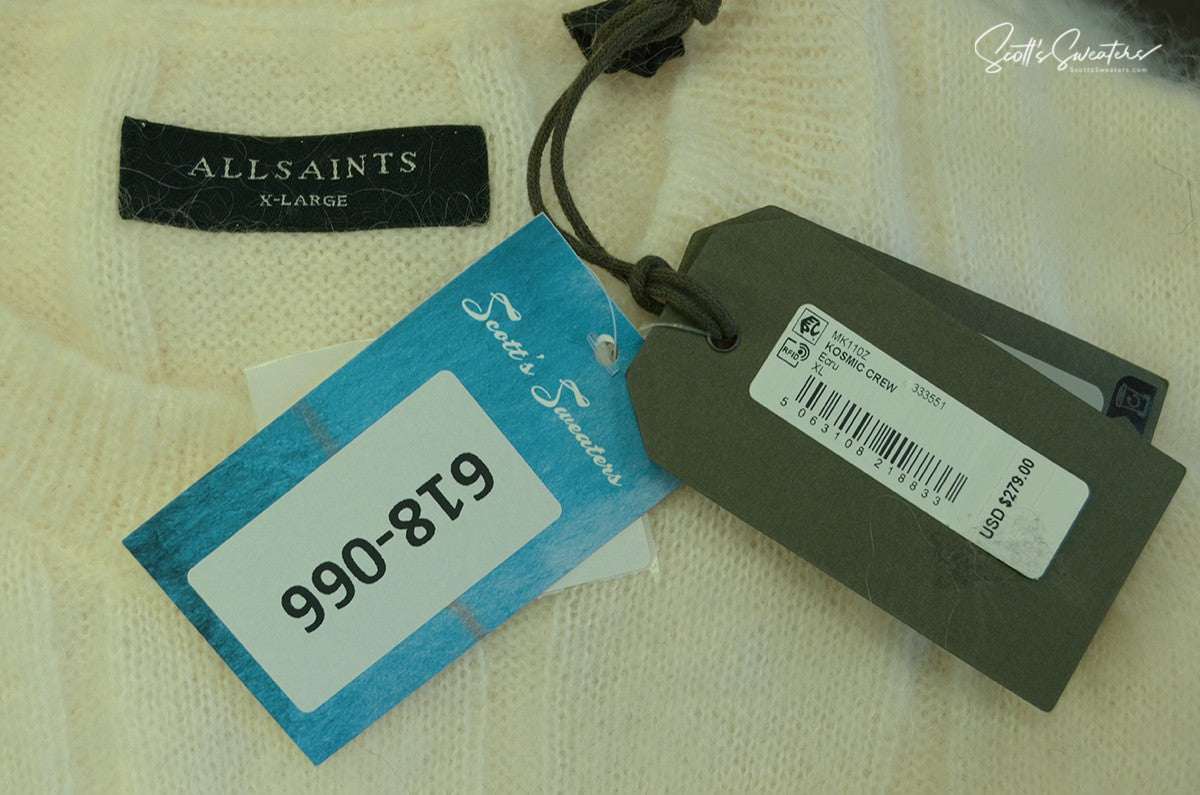 Scott's Sweaters
ScottsSweaters.com
ALLSAINTS
X-LARGE
Scott's Sweaters
618-066
MK110Z
KOSMIC CREW 333551
Ecru
XL
RFID
5 063108 218833
USD $279.00